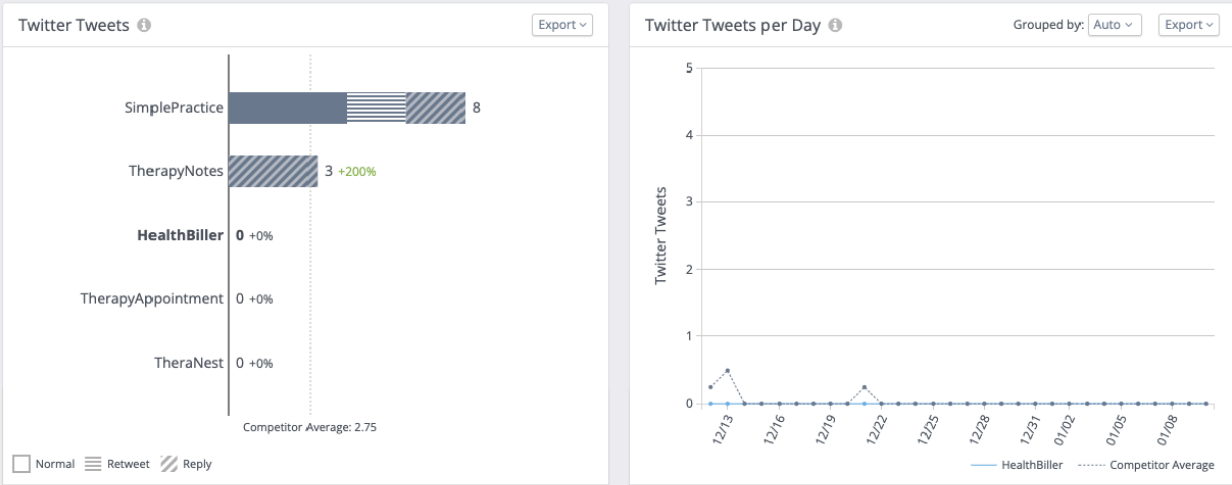 Twitter Tweets
Export
SimplePractice
8
TherapyNotes
3 +200%
HealthBiller
0 +0%
TherapyAppointment
0 +0%
TheraNest
0 +0%
Competitor Average: 2.75
Normal
Retweet
Reply
Twitter Tweets per Day
Grouped by:
Auto
Export
Twitter Tweets
5
4
3
2
1
0
12/13
12/16
12/19
12/22
12/25
12/28
12/31
01/02
01/05
01/08
HealthBiller
Competitor Average